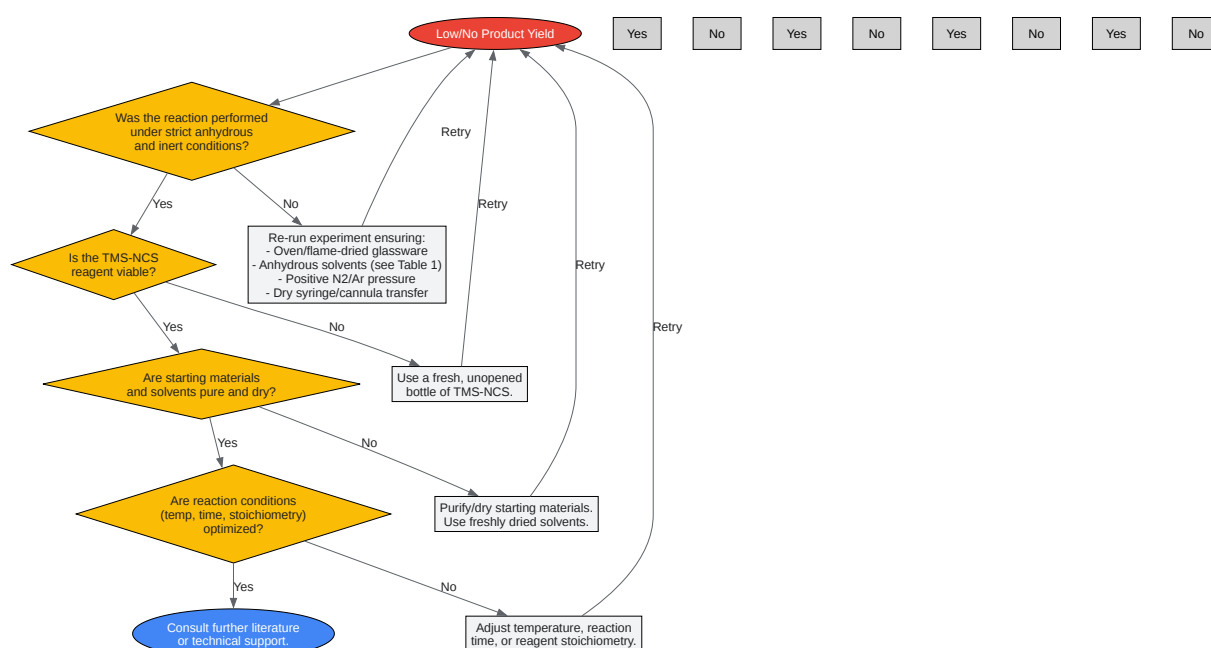 Low/No Product Yield
Yes
No
Yes
No
Yes
No
Yes
No
Was the reaction performed
under strict anhydrous
and inert conditions?
Retry
Yes
No
Retry
Re-run experiment ensuring:
- Oven/flame-dried glassware
- Anhydrous solvents (see Table 1)
- Positive N2/Ar pressure
- Dry syringe/cannula transfer
Is the TMS-NCS
reagent viable?
Retry
Yes
No
Retry
Are starting materials
and solvents pure and dry?
Use a fresh, unopened
bottle of TMS-NCS.
Yes
No
Are reaction conditions
(temp, time, stoichiometry)
optimized?
Purify/dry starting materials.
Use freshly dried solvents.
Yes
No
Consult further literature
or technical support.
Adjust temperature, reaction
time, or reagent stoichiometry.